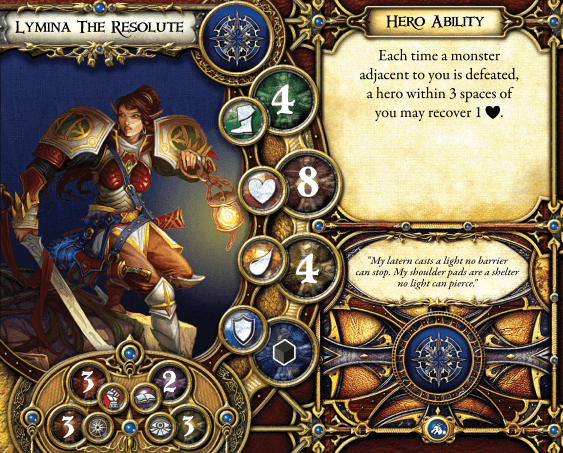 Lymina The Resolute
4
8
4
3
2
3
3
Hero Ability
Each time a monster
adjacent to you is defeated,
a hero within 3 spaces of
you may recover 1 ♥.
"My latern casts a light no barrier
can stop. My shoulder pads are a shelter
no light can pierce."